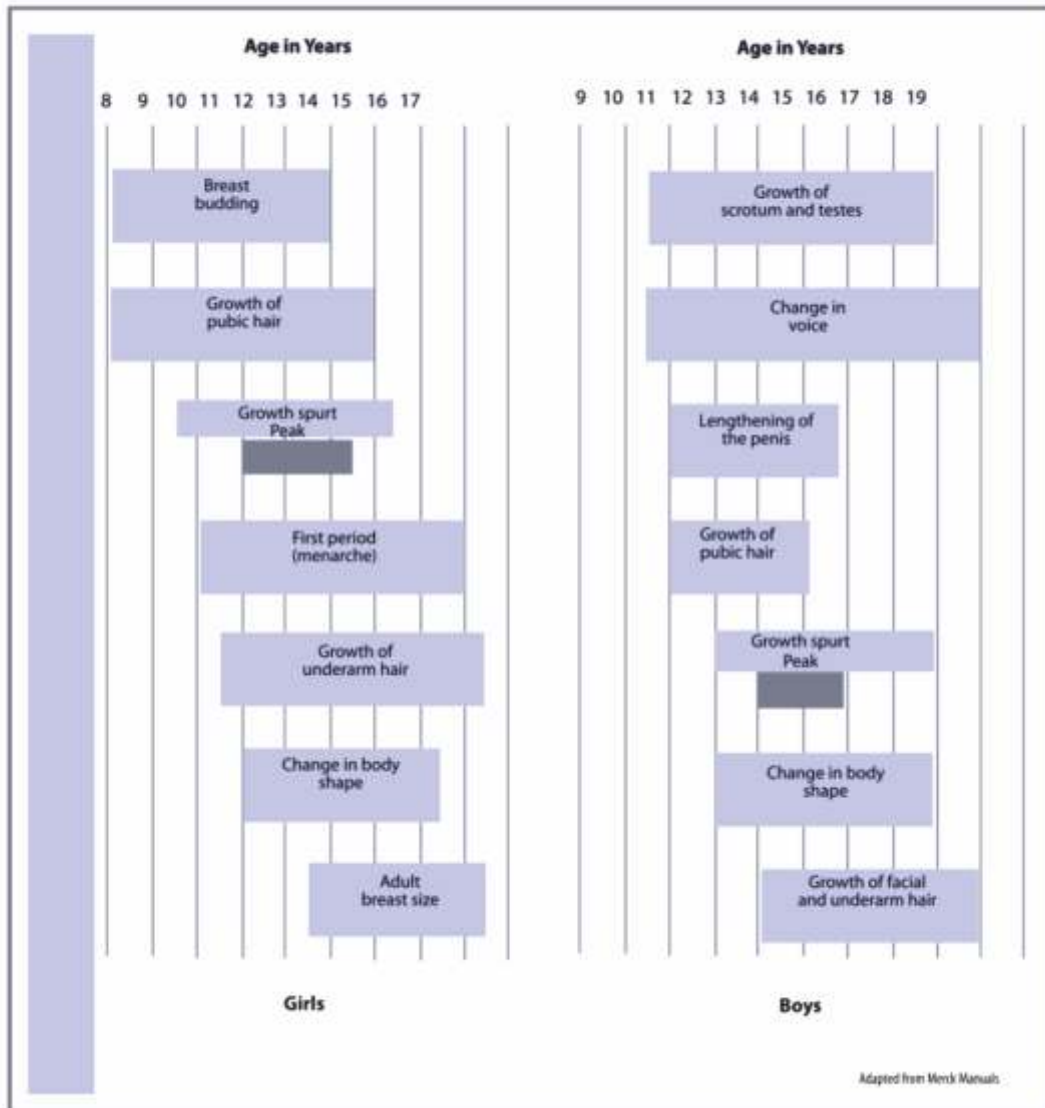 Age in Years
8 9 10 11 12 13 14 15 16 17
Breast
budding
Growth of
pubic hair
Growth spurt
Peak
First period
(menarche)
Growth of
underarm hair
Change in body
shape
Adult
breast size
Girls
Age in Years
9 10 11 12 13 14 15 16 17 18 19
Growth of
scrotum and testes
Change in
voice
Lengthening of
the penis
Growth of
pubic hair
Growth spurt
Peak
Change in body
shape
Growth of facial
and underarm hair
Boys
Adapted from Merck Manuals